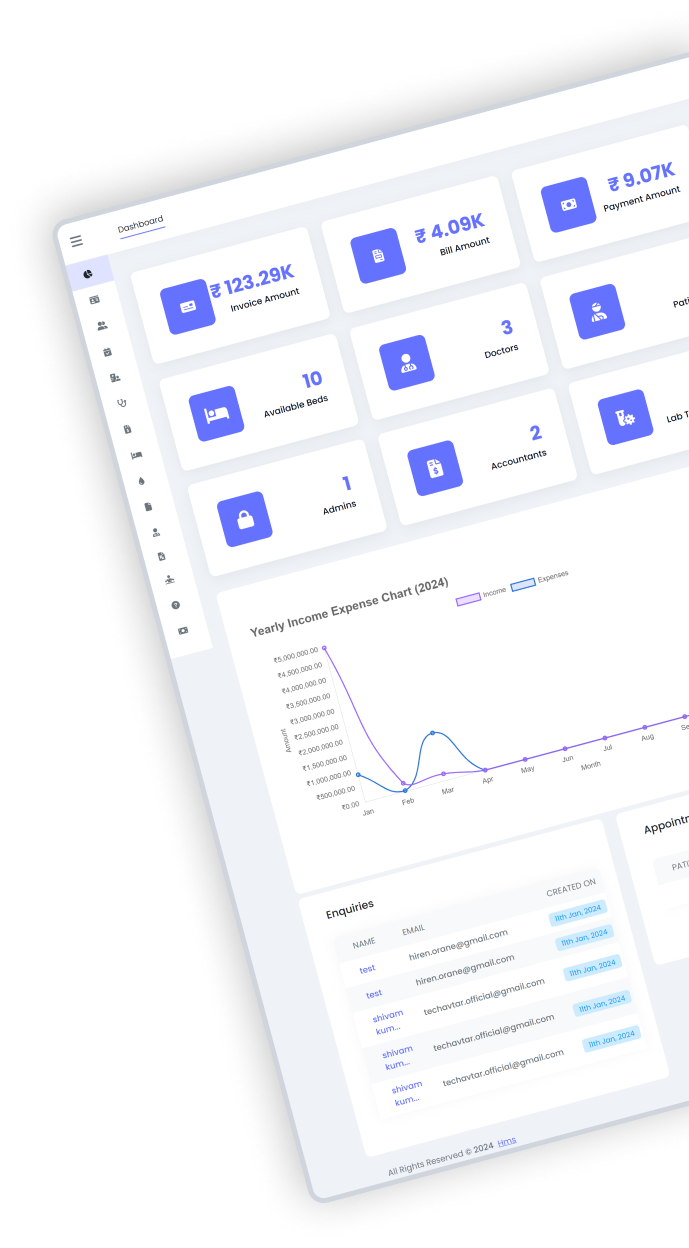 Dashboard
₹ 123.29K
Invoice Amount
₹ 4.09K
Bill Amount
₹ 9.07K
Payment Amount
10
Available Beds
3
Doctors
Pati
1
Admins
2
Accountants
Lab T
Yearly Income Expense Chart (2024)
Income
Expenses
Amount
₹5,000,000.00
₹4,500,000.00
₹4,000,000.00
₹3,500,000.00
₹3,000,000.00
₹2,500,000.00
₹2,000,000.00
₹1,500,000.00
₹1,000,000.00
₹500,000.00
₹0.00
Jan Feb Mar Apr May Jun Jul Aug Se
Month
Enquiries
NAME EMAIL CREATED ON
test hiren.orane@gmail.com 11th Jan, 2024
test hiren.orane@gmail.com 11th Jan, 2024
shivam kum... techavtar.official@gmail.com 11th Jan, 2024
shivam kum... techavtar.official@gmail.com 11th Jan, 2024
shivam kum... techavtar.official@gmail.com 11th Jan, 2024
Appointm
PATI
All Rights Reserved © 2024 Hms